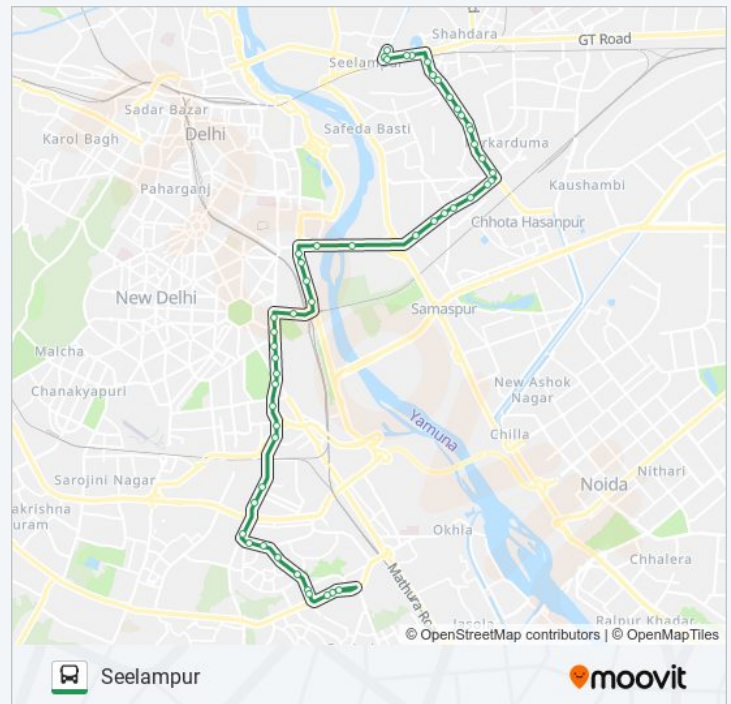 Shahdara
GT Road
Seelampur
Sadar Bazar
Safeda Basti
Delhi
Karol Bagh
Karkarduma
Paharganj
Kaushambi
Chhota Hasanpur
New Delhi
Samaspur
Malcha
Chanakyapuri
New Ashok
Nagar
Yamuna
Chilla
Nithari
Sarojini Nagar
Noida
akrishna
uram
Okhla
Chhalera
Mathura Ro
Jasola
Raipur Khadar
© OpenStreetMap contributors | © OpenMapTiles
Seelampur
moovit